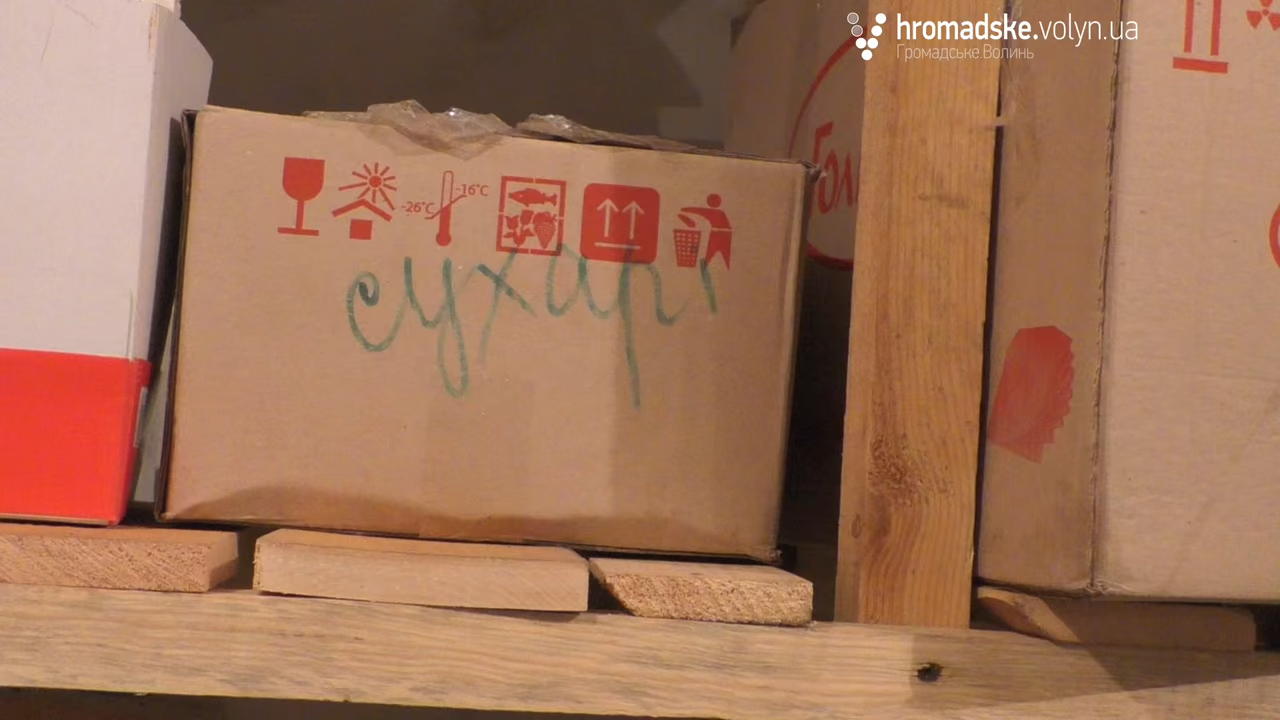 hromadske.volyn.ua
Громадське.Волинь
-16°C
-26°C
сухарі